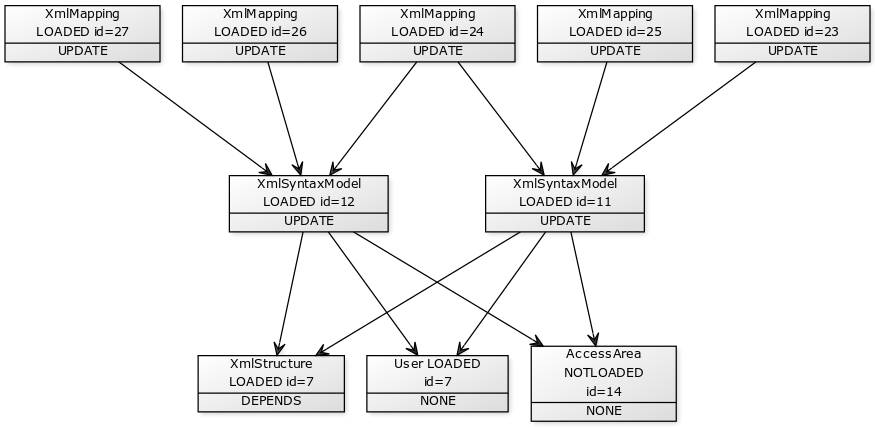 XmlMapping
LOADED id=27
UPDATE
XmlMapping
LOADED id=26
UPDATE
XmlMapping
LOADED id=24
UPDATE
XmlMapping
LOADED id=25
UPDATE
XmlMapping
LOADED id=23
UPDATE
XmlSyntaxModel
LOADED id=12
UPDATE
XmlSyntaxModel
LOADED id=11
UPDATE
XmlStructure
LOADED id=7
DEPENDS
User LOADED
id=7
NONE
AccessArea
NOTLOADED
id=14
NONE